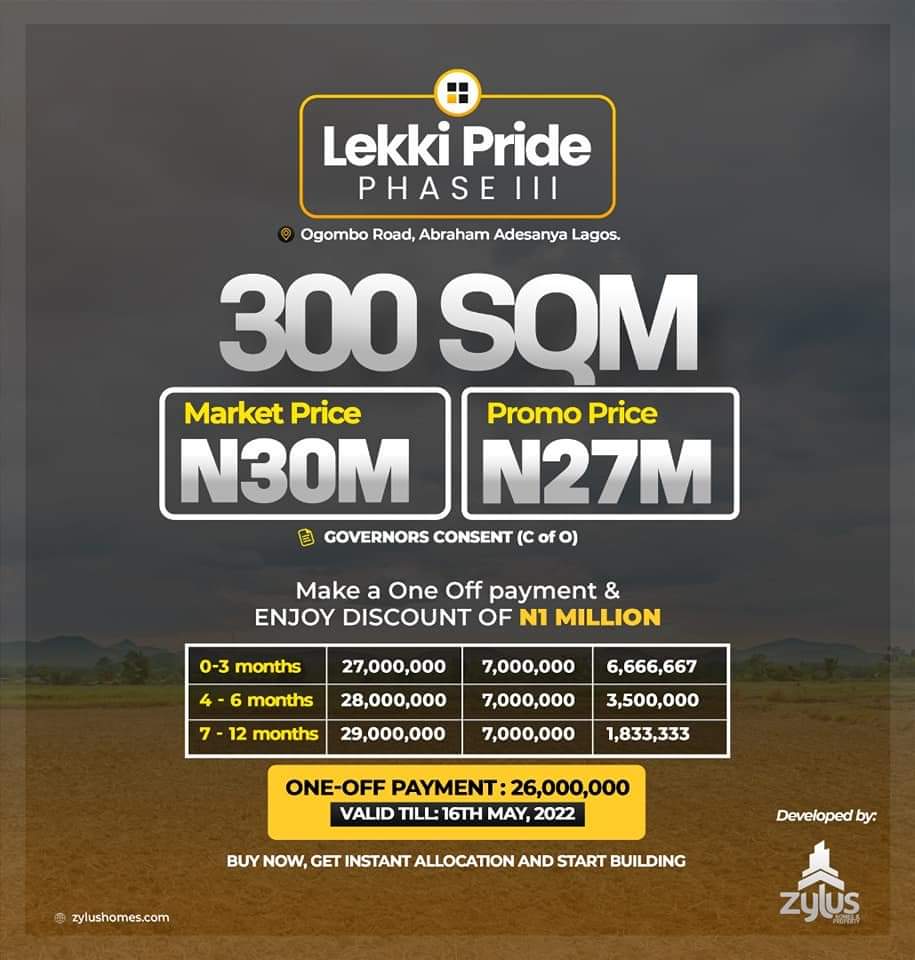 Lekki Pride
PHASE III
Ogombo Road, Abraham Adesanya Lagos.
300 SQM
Market Price
N30M
Promo Price
N27M
GOVERNORS CONSENT (C of O)
Make a One Off payment &
ENJOY DISCOUNT OF N1 MILLION
0-3 months 27,000,000 7,000,000 6,666,667
4 - 6 months 28,000,000 7,000,000 3,500,000
7 - 12 months 29,000,000 7,000,000 1,833,333
ONE-OFF PAYMENT : 26,000,000
VALID TILL: 16TH MAY, 2022
BUY NOW, GET INSTANT ALLOCATION AND START BUILDING
Developed by:
zylus
HOMES &
PROPERTY
zylushomes.com